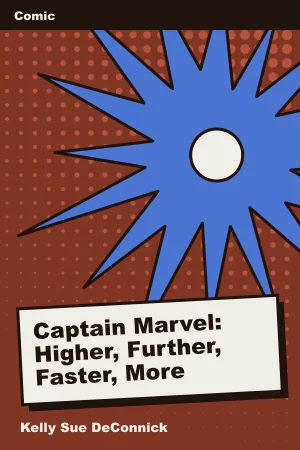 Comic
Captain Marvel:
Higher, Further,
Faster, More
Kelly Sue DeConnick